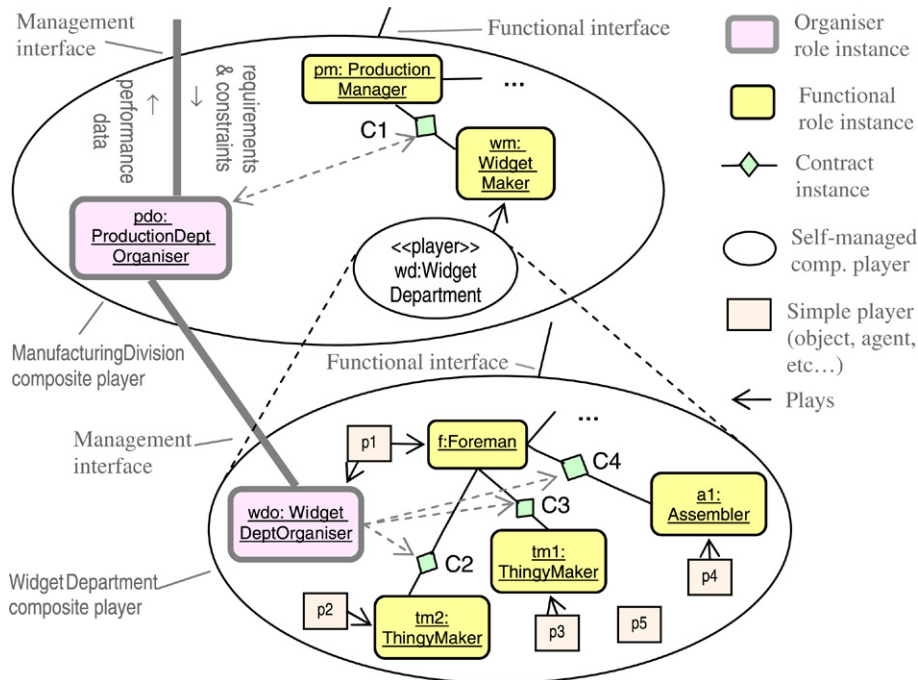 Management
interface
Functional interface
performance
data
↑
requirements
& constraints
↓
pm: Production
Manager
...
C1
wm:
Widget
Maker
pdo:
ProductionDept
Organiser
<<player>>
wd:Widget
Department
ManufacturingDivision
composite player
Functional interface
Management
interface
p1
f:Foreman
...
C4
a1:
Assembler
wdo: Widget
DeptOrganiser
C3
C2
tm1:
ThingyMaker
p4
WidgetDepartment
composite player
p2
tm2:
ThingyMaker
p3
p5
Organiser
role instance
Functional
role instance
Contract
instance
Self-managed
comp. player
Simple player
(object, agent,
etc…)
Plays